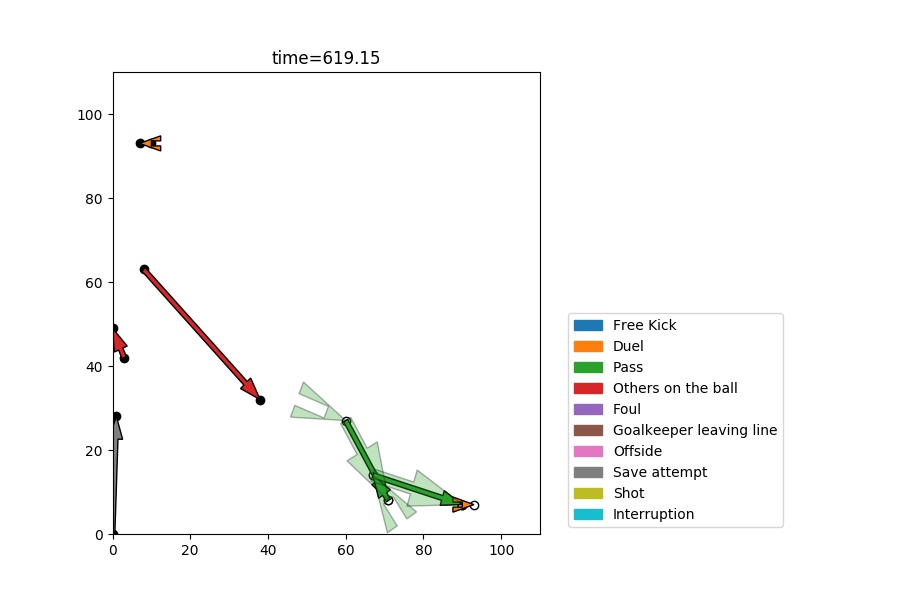 time=619.15
100
80
60
40
20
0
0 20 40 60 80 100
Free Kick
Duel
Pass
Others on the ball
Foul
Goalkeeper leaving line
Offside
Save attempt
Shot
Interruption